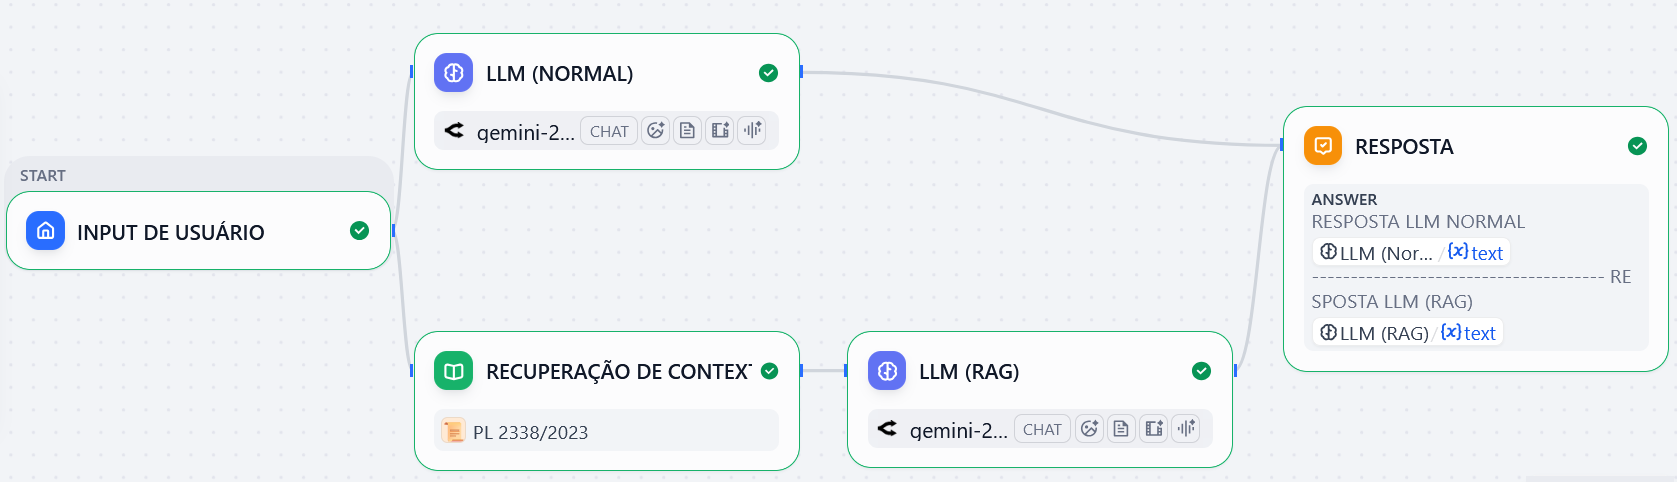 LLM (NORMAL)
gemini-2... CHAT
START
INPUT DE USUÁRIO
RECUPERAÇÃO DE CONTEXT
PL 2338/2023
LLM (RAG)
gemini-2... CHAT
RESPOSTA
ANSWER
RESPOSTA LLM NORMAL
LLM (Nor... / {x} text
------------------------------------- RE
SPOSTA LLM (RAG)
LLM (RAG) / {x} text